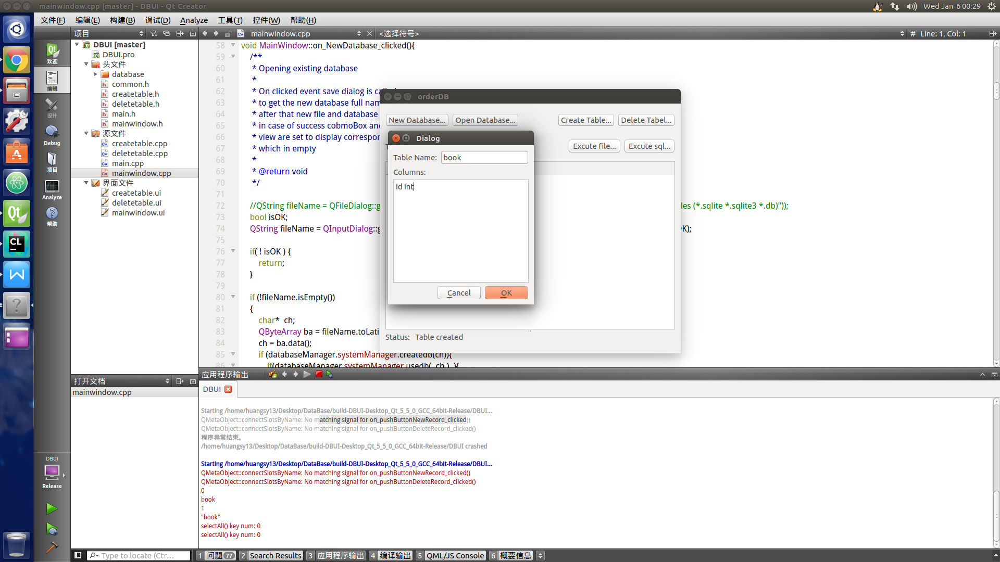 mainwindow.cpp [master] - DBUI - Qt Creator
Wed Jan 6 00:29
文件(F) 编辑(E) 构建(B) 调试(D) Analyze 工具(T) 控件(W) 帮助(H)
项目
mainwindow.cpp
<选择符号>
# Line: 1, Col: 1
欢迎
编辑
设计
Debug
项目
Analyze
帮助
DBUI
Release
DBUI [master]
DBUI.pro
头文件
database
common.h
createtable.h
deletetable.h
main.h
mainwindow.h
源文件
createtable.cpp
deletetable.cpp
main.cpp
mainwindow.cpp
界面文件
createtable.ui
deletetable.ui
mainwindow.ui
打开文档
mainwindow.cpp
58 void MainWindow::on_NewDatabase_clicked(){
59 /**
60 * Opening existing database
61 *
62 * On clicked event save dialog is
63 * to get the new database full
64 * after that new file and database
65 * in case of success cobmoBox
66 * view are set to display
67 * which in empty
68 *
69 * @return void
70 */
71
72 //QString fileName = QFileDialog:: (*.sqlite *.sqlite3 *.db)"));
73 bool isOK;
74 QString fileName = QInputDialog:: );
75
76 if( ! isOK ) {
77 return;
78 }
79
80 if (!fileName.isEmpty())
81 {
82 char* ch;
83 QByteArray ba = fileName.
84 ch = ba.data();
85 if (databaseManager.systemManager.createdb(ch)){
86 if(databaseManager.systemManager.usedb( ch ) ){
orderDB
New Database... Open Database... Create Table... Delete Tabel...
Excute file... Excute sql...
Status: Table created
Dialog
Table Name: book
Columns:
id int
Cancel OK
应用程序输出
DBUI
Starting /home/huangsy13/Desktop/DataBase/build-DBUI-Desktop_Qt_5_5_0_GCC_64bit-Release/DBUI...
QMetaObject::connectSlotsByName: No matching signal for on_pushButtonNewRecord_clicked()
QMetaObject::connectSlotsByName: No matching signal for on_pushButtonDeleteRecord_clicked()
程序异常结束。
/home/huangsy13/Desktop/DataBase/build-DBUI-Desktop_Qt_5_5_0_GCC_64bit-Release/DBUI crashed
Starting /home/huangsy13/Desktop/DataBase/build-DBUI-Desktop_Qt_5_5_0_GCC_64bit-Release/DBUI...
QMetaObject::connectSlotsByName: No matching signal for on_pushButtonNewRecord_clicked()
QMetaObject::connectSlotsByName: No matching signal for on_pushButtonDeleteRecord_clicked()
0
book
1
"book"
selectAll() key num: 0
selectAll() key num: 0
Type to locate (Ctr...
1 问题 77 2 Search Results 3 应用程序输出 4 编译输出 5 QML/JS Console 6 概要信息